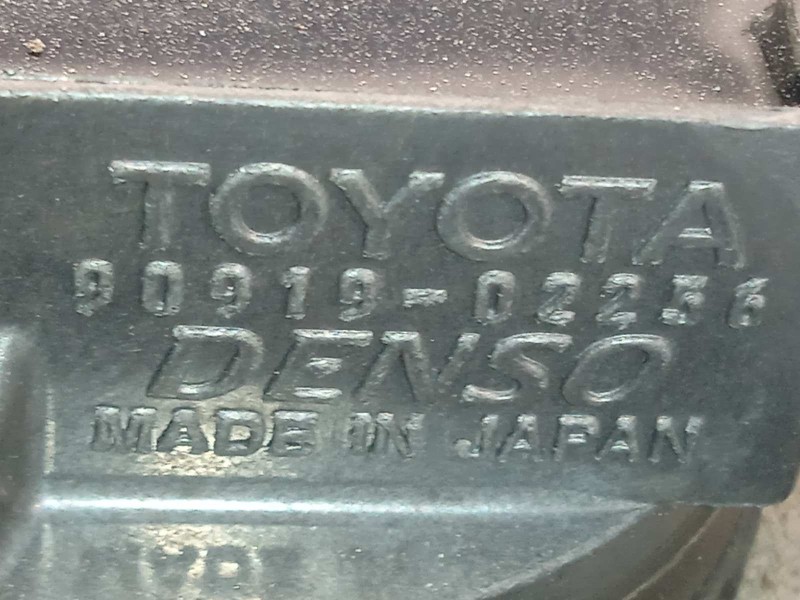 TOYOTA
90919-02236
DENSO
MADE IN JAPAN